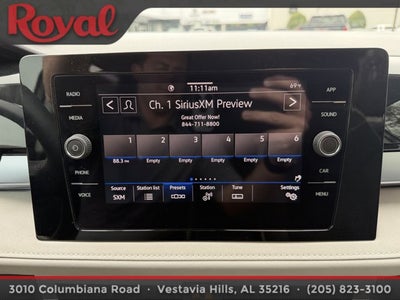 Royal
11:11am
69°
RADIO
APP
Ch. 1 SiriusXM Preview
Great Offer Now!
844-711-8800
MEDIA
SOUND
1 2 3 4 5 6
88.3 FM Empty Empty Empty Empty Empty
PHONE
CAR
Source Station list Presets Station Tune Settings
SXM
VOICE
MENU
3010 Columbiana Road • Vestavia Hills, AL 35216 • (205) 823-3100